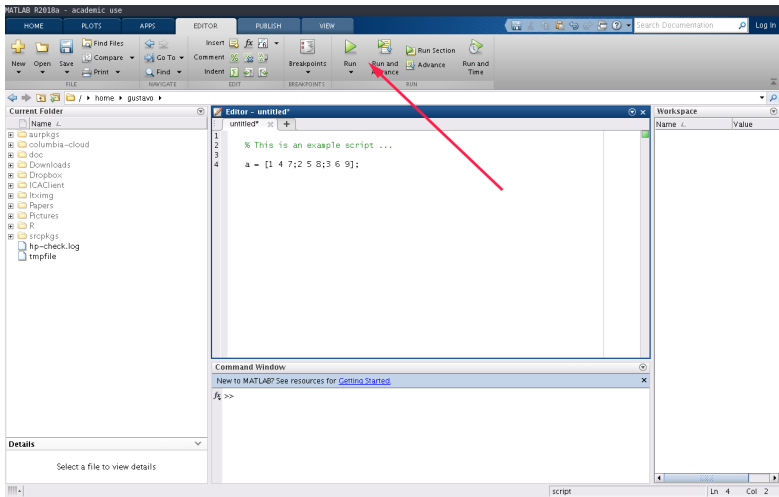 MATLAB R2018a - academic use
HOME PLOTS APPS EDITOR PUBLISH VIEW Search Documentation Log In
New Open Save Find Files Compare Print Go To Find Insert Comment Indent fx Breakpoints Run Run and Advance Run Section Advance Run and Time
FILE NAVIGATE EDIT BREAKPOINTS RUN
/ home gustavo
Current Folder
Name
aurpkgs
columbia-cloud
doc
Downloads
Dropbox
ICAClient
ltximg
Papers
Pictures
R
srcpkgs
hp-check.log
tmpfile
Details
Select a file to view details
Editor - untitled*
untitled*
1
2 % This is an example script ...
3
4 a = [1 4 7;2 5 8;3 6 9];
Command Window
New to MATLAB? See resources for Getting Started.
fx >>
Workspace
Name Value
script Ln 4 Col 2